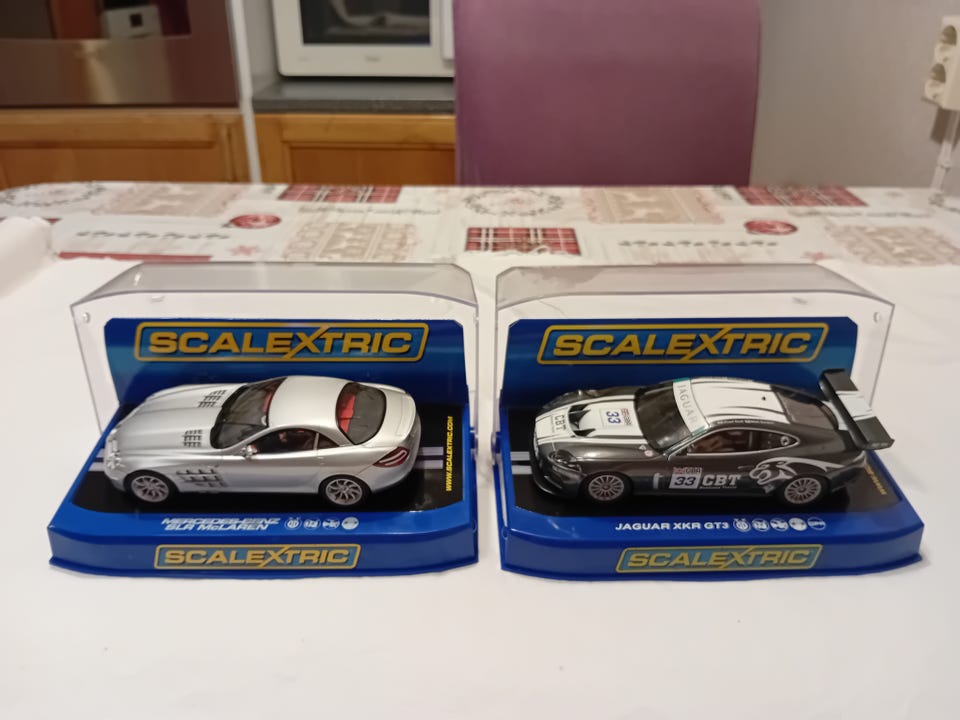 SCALEXTRIC
WWW.SCALEXTRIC.COM
MERCEDES-BENZ
SLR McLAREN
SCALEXTRIC
SCALEXTRIC
JAGUAR
CBT
33
33
CBT
JAGUAR XKR GT3
SCALEXTRIC